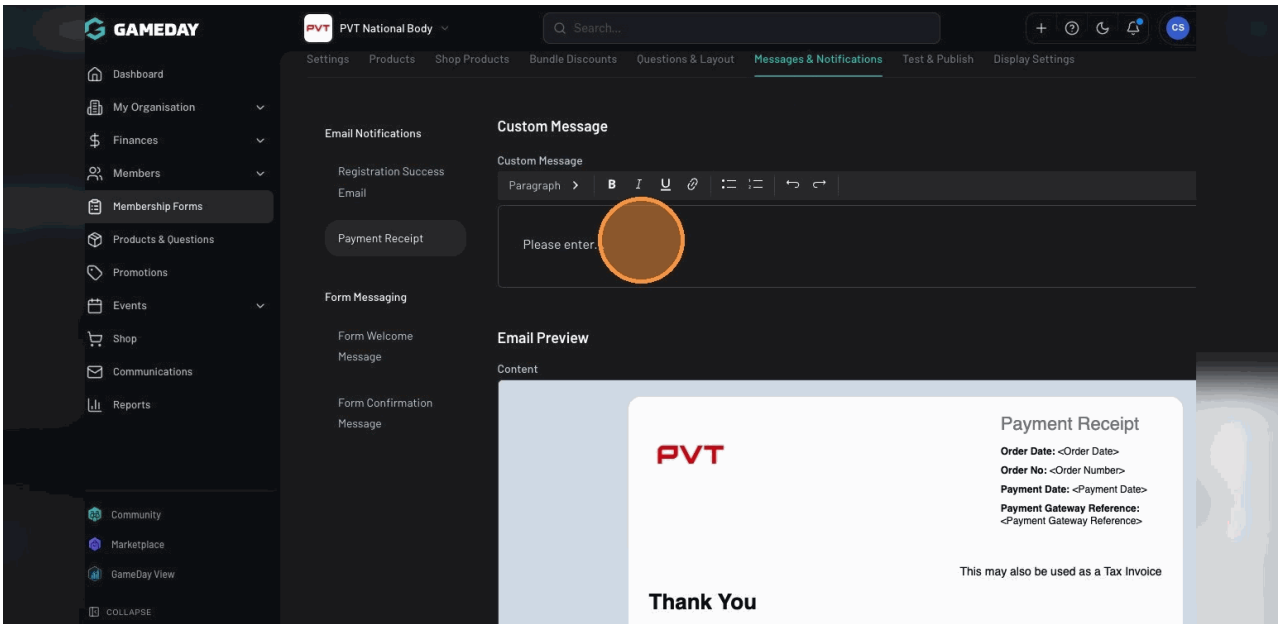 GAMEDAY
PVT PVT National Body
Search...
CS
Dashboard
My Organisation
Finances
Members
Membership Forms
Products & Questions
Promotions
Events
Shop
Communications
Reports
Community
Marketplace
GameDay View
COLLAPSE
Settings Products Shop Products Bundle Discounts Questions & Layout Messages & Notifications Test & Publish Display Settings
Email Notifications
Registration Success
Email
Payment Receipt
Form Messaging
Form Welcome
Message
Form Confirmation
Message
Custom Message
Custom Message
Paragraph B I U
Please enter.
Email Preview
Content
PVT
Payment Receipt
Order Date: <Order Date>
Order No: <Order Number>
Payment Date: <Payment Date>
Payment Gateway Reference:
<Payment Gateway Reference>
This may also be used as a Tax Invoice
Thank You